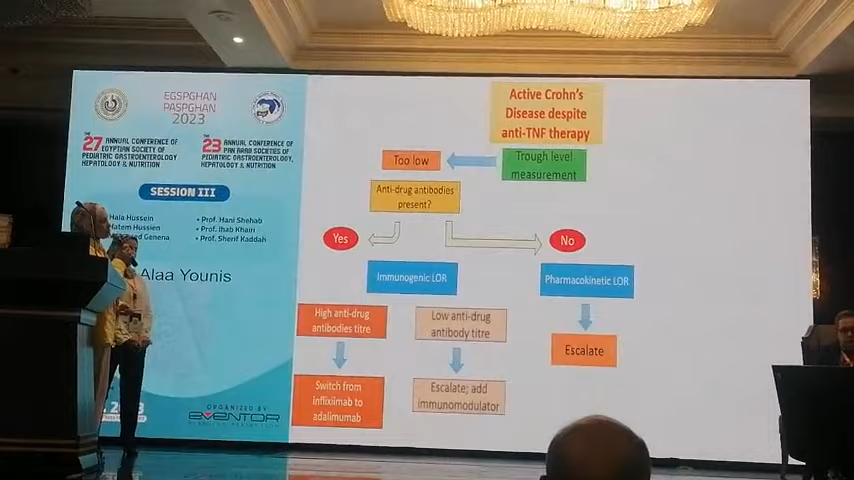 EGSPGHAN
PASPGHAN
2023
THE 27 ANNUAL CONFERENCE OF
EGYPTIAN SOCIETY OF
PEDIATRIC GASTROENTEROLOGY
HEPATOLOGY & NUTRITION
THE 23 ANNUAL CONFERENCE OF
PAN ARAB SOCIETIES OF
PEDIATRIC GASTROENTEROLOGY,
HEPATOLOGY & NUTRITION
SESSION III
Hala Hussein
Hatem Hussien
Genena
• Prof. Hani Shehab
• Prof. Ihab Khairi
• Prof. Sherif Kaddah
Alaa Younis
ORGANIZED BY
EVENTOR
Active Crohn's
Disease despite
anti-TNF therapy
Trough level
measurement
Too low
Anti-drug antibodies
present?
Yes
No
Immunogenic LOR
Pharmacokinetic LOR
High anti-drug
antibodies titre
Low anti-drug
antibody titre
Escalate
Switch from
infliximab to
adalimumab
Escalate; add
immunomodulator